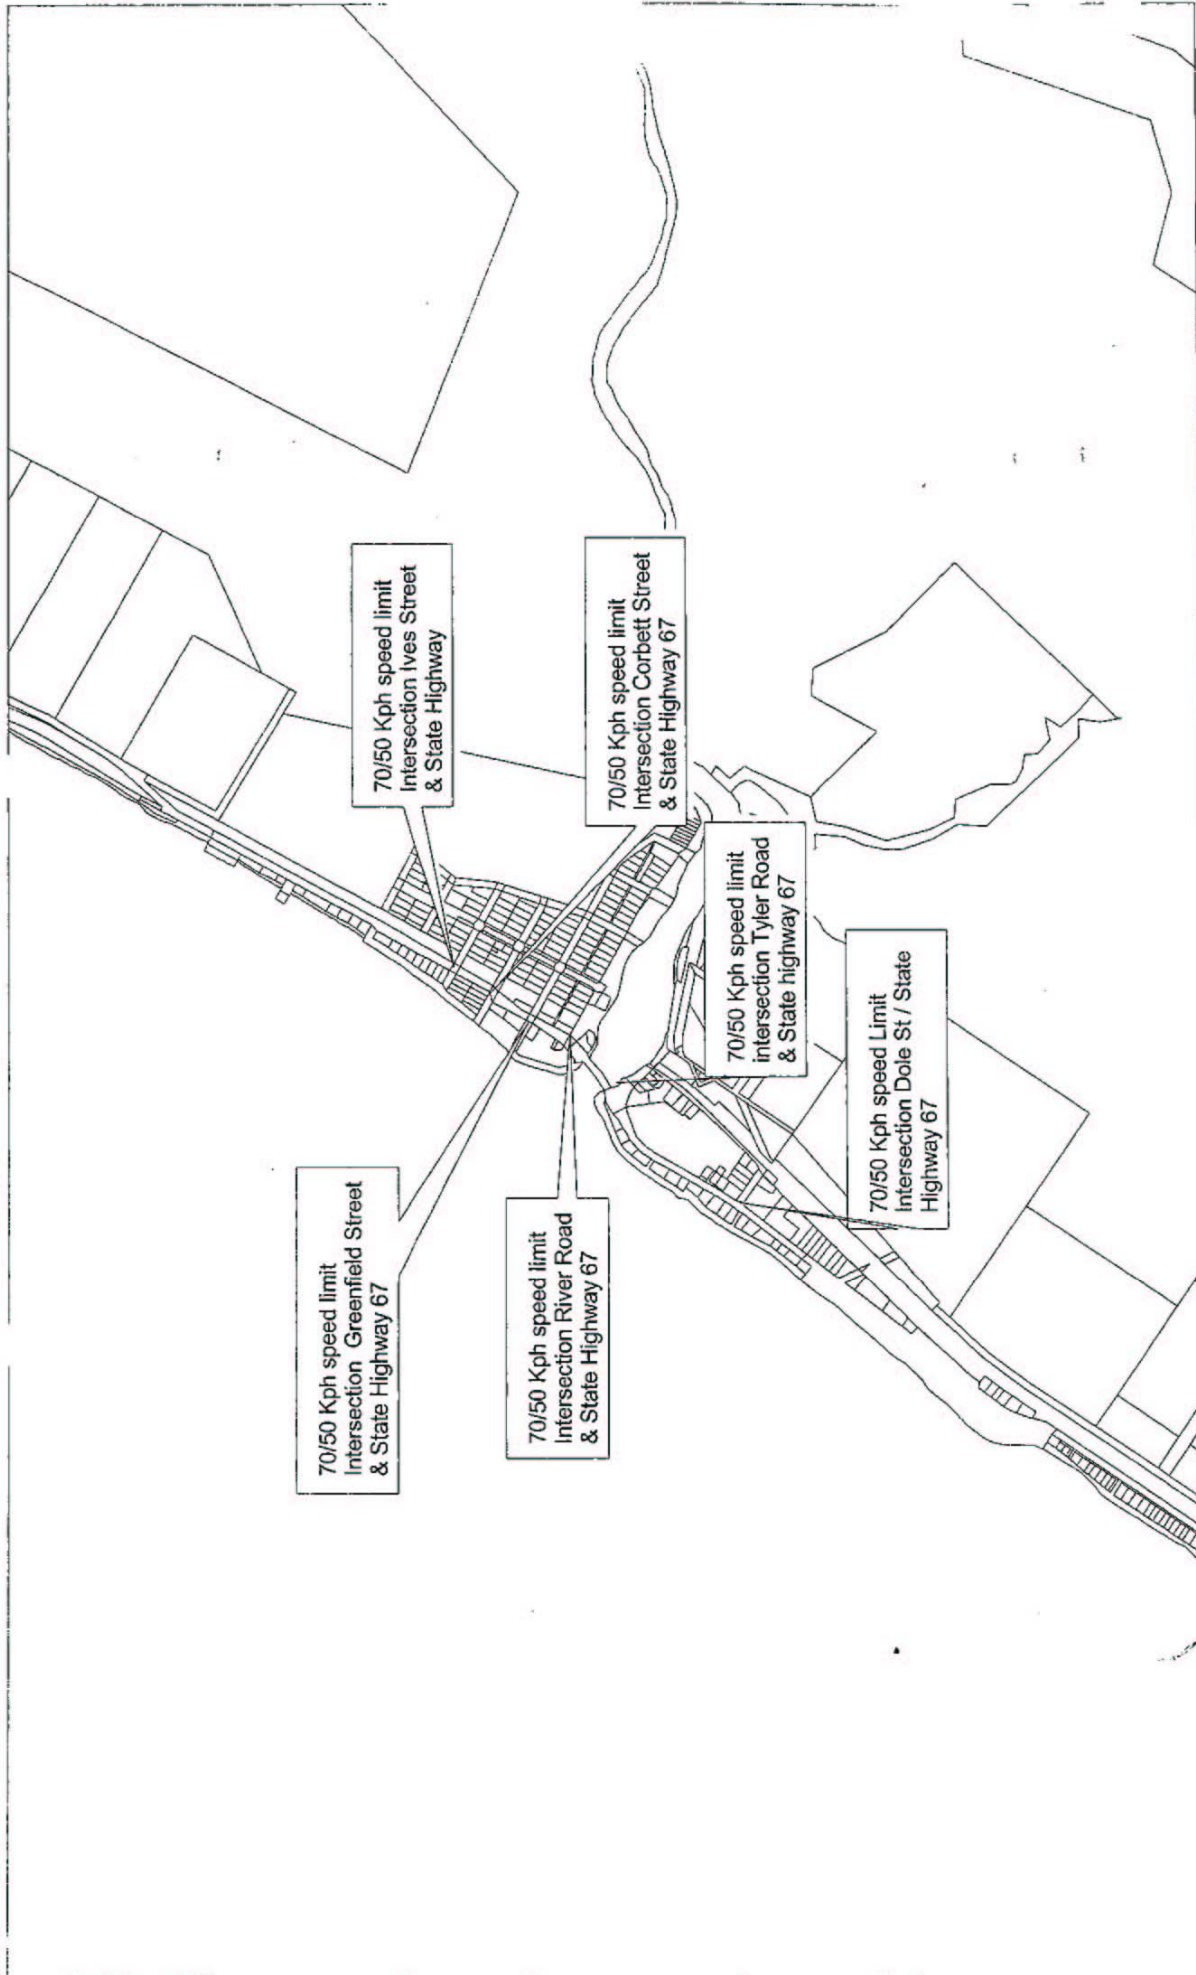 70/50 Kph speed limit
Intersection Greenfield Street
& State Highway 67
70/50 Kph speed limit
Intersection River Road
& State Highway 67
70/50 Kph speed limit
Intersection Ives Street
& State Highway
70/50 Kph speed limit
Intersection Corbett Street
& State Highway 67
70/50 Kph speed limit
intersection Tyler Road
& State highway 67
70/50 Kph speed Limit
Intersection Dole St / State
Highway 67